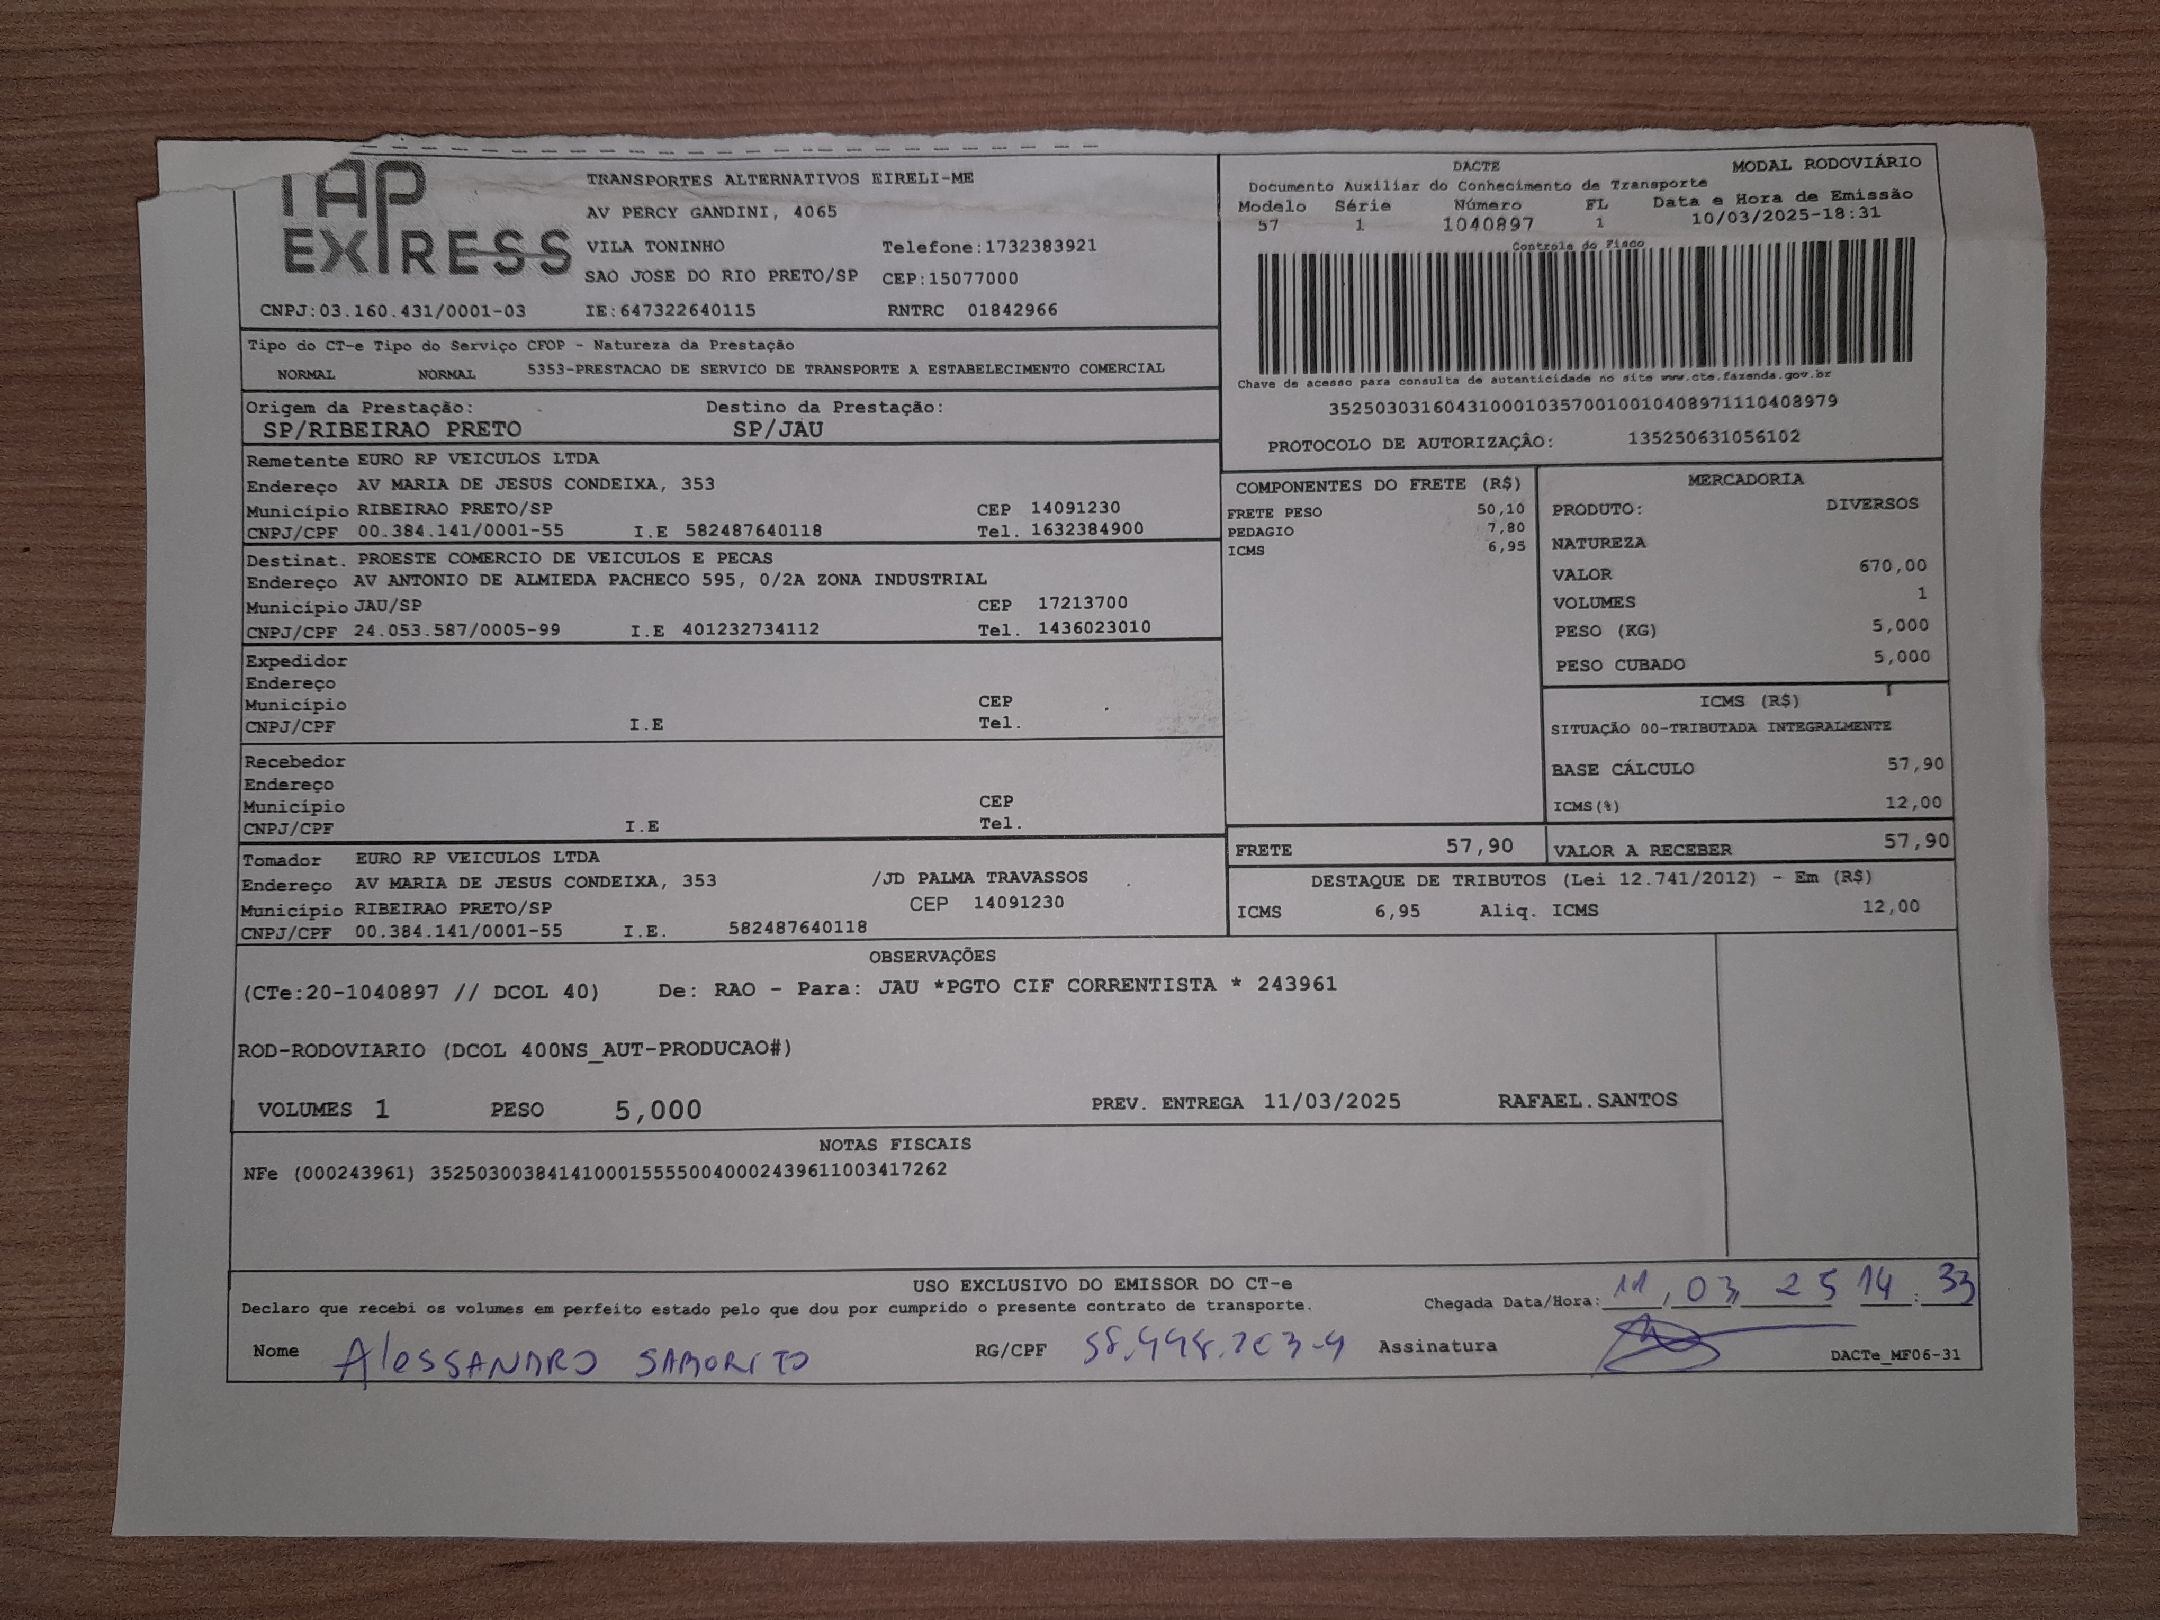 TAP
EXPRESS
TRANSPORTES ALTERNATIVOS EIRELI-ME
AV PERCY GANDINI, 4065
VILA TONINHO Telefone:1732383921
SAO JOSE DO RIO PRETO/SP CEP:15077000
CNPJ:03.160.431/0001-03 IE:647322640115 RNTRC 01842966
DACTE MODAL RODOVIÁRIO
Documento Auxiliar do Conhecimento de Transporte
Modelo Série Número FL Data e Hora de Emissão
57 1 1040897 1 10/03/2025-18:31
Controle do Fisco
Chave de acesso para consulta de autenticidade no site www.cte.fazenda.gov.br
35250303160431000103570010010408971110408979
PROTOCOLO DE AUTORIZAÇÂO: 135250631056102
Tipo do CT-e Tipo do Serviço CFOP - Natureza da Prestação
NORMAL NORMAL 5353-PRESTACAO DE SERVICO DE TRANSPORTE A ESTABELECIMENTO COMERCIAL
Origem da Prestação: Destino da Prestação:
SP/RIBEIRAO PRETO SP/JAU
Remetente EURO RP VEICULOS LTDA
Endereço AV MARIA DE JESUS CONDEIXA, 353
Município RIBEIRAO PRETO/SP CEP 14091230
CNPJ/CPF 00.384.141/0001-55 I.E 582487640118 Tel. 1632384900
Destinat. PROESTE COMERCIO DE VEICULOS E PECAS
Endereço AV ANTONIO DE ALMIEDA PACHECO 595, 0/2A ZONA INDUSTRIAL
Município JAU/SP CEP 17213700
CNPJ/CPF 24.053.587/0005-99 I.E 401232734112 Tel. 1436023010
Expedidor
Endereço
Município CEP
CNPJ/CPF I.E Tel.
Recebedor
Endereço
Município CEP
CNPJ/CPF I.E Tel.
Tomador EURO RP VEICULOS LTDA
Endereço AV MARIA DE JESUS CONDEIXA, 353 /JD PALMA TRAVASSOS
Município RIBEIRAO PRETO/SP CEP 14091230
CNPJ/CPF 00.384.141/0001-55 I.E. 582487640118
COMPONENTES DO FRETE (R$)
FRETE PESO 50,10
PEDAGIO 7,80
ICMS 6,95
MERCADORIA
PRODUTO: DIVERSOS
NATUREZA
VALOR 670,00
VOLUMES 1
PESO (KG) 5,000
PESO CUBADO 5,000
ICMS (R$)
SITUAÇÃO 00-TRIBUTADA INTEGRALMENTE
BASE CÁLCULO 57,90
ICMS(%) 12,00
FRETE 57,90 VALOR A RECEBER 57,90
DESTAQUE DE TRIBUTOS (Lei 12.741/2012) - Em (R$)
ICMS 6,95 Aliq. ICMS 12,00
OBSERVAÇÕES
(CTe:20-1040897 // DCOL 40) De: RAO - Para: JAU *PGTO CIF CORRENTISTA * 243961
ROD-RODOVIARIO (DCOL 400NS_AUT-PRODUCAO#)
VOLUMES 1 PESO 5,000 PREV. ENTREGA 11/03/2025 RAFAEL.SANTOS
NOTAS FISCAIS
NFe (000243961) 35250300384141000155550040002439611003417262
USO EXCLUSIVO DO EMISSOR DO CT-e
Declaro que recebi os volumes em perfeito estado pelo que dou por cumprido o presente contrato de transporte. Chegada Data/Hora: 11, 03, 25 14:33
Nome Alessandro SABORITO RG/CPF Assinatura DACTe_MF06-31